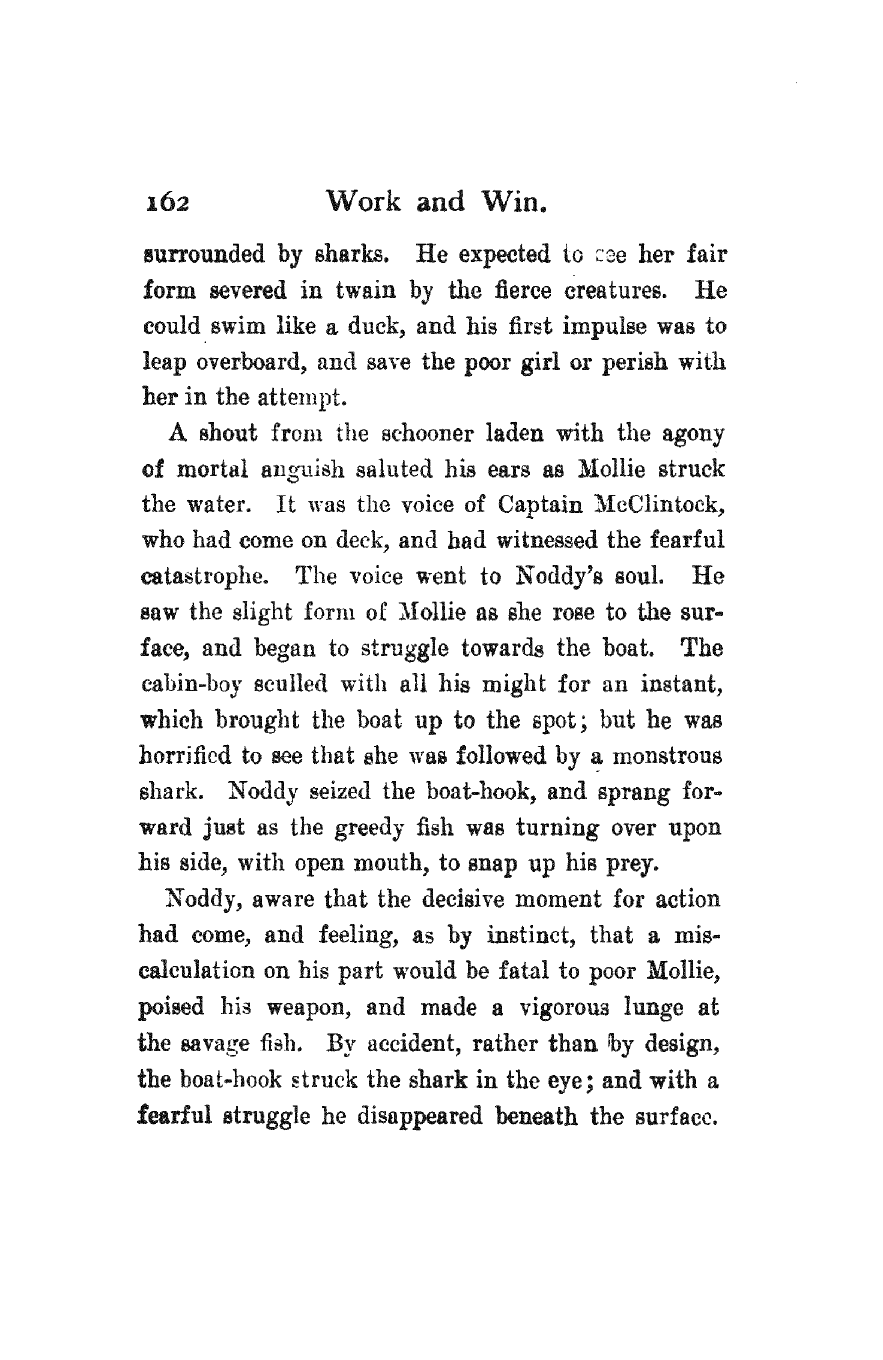 162 Work and Win.
surrounded by sharks. He expected to see her fair
form severed in twain by the fierce creatures. He
could swim like a duck, and his first impulse was to
leap overboard, and save the poor girl or perish with
her in the attempt.
A shout from the schooner laden with the agony
of mortal anguish saluted his ears as Mollie struck
the water. It was the voice of Captain McClintock,
who had come on deck, and had witnessed the fearful
catastrophe. The voice went to Noddy's soul. He
saw the slight form of Mollie as she rose to the sur-
face, and began to struggle towards the boat. The
cabin-boy sculled with all his might for an instant,
which brought the boat up to the spot; but he was
horrified to see that she was followed by a monstrous
shark. Noddy seized the boat-hook, and sprang for-
ward just as the greedy fish was turning over upon
his side, with open mouth, to snap up his prey.
Noddy, aware that the decisive moment for action
had come, and feeling, as by instinct, that a mis-
calculation on his part would be fatal to poor Mollie,
poised his weapon, and made a vigorous lunge at
the savage fish. By accident, rather than by design,
the boat-hook struck the shark in the eye; and with a
fearful struggle he disappeared beneath the surface.